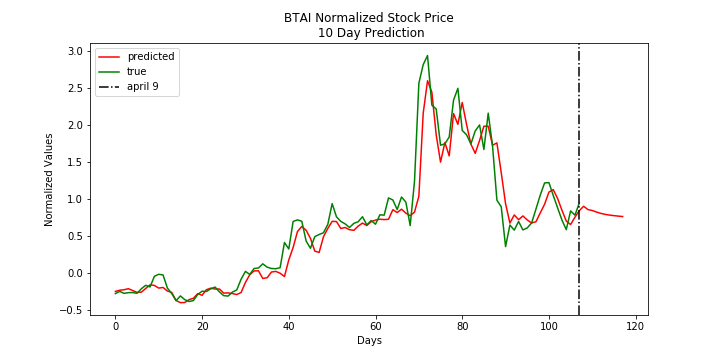 BTAI Normalized Stock Price
10 Day Prediction
predicted
true
april 9
Normalized Values
3.0
2.5
2.0
1.5
1.0
0.5
0.0
−0.5
0 20 40 60 80 100 120
Days